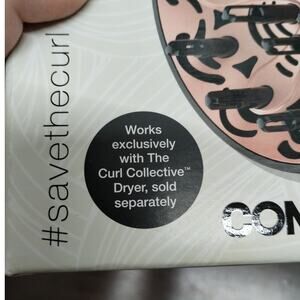 #savethecurl
Works
exclusively
with The
Curl Collective™
Dryer, sold
separately
CON